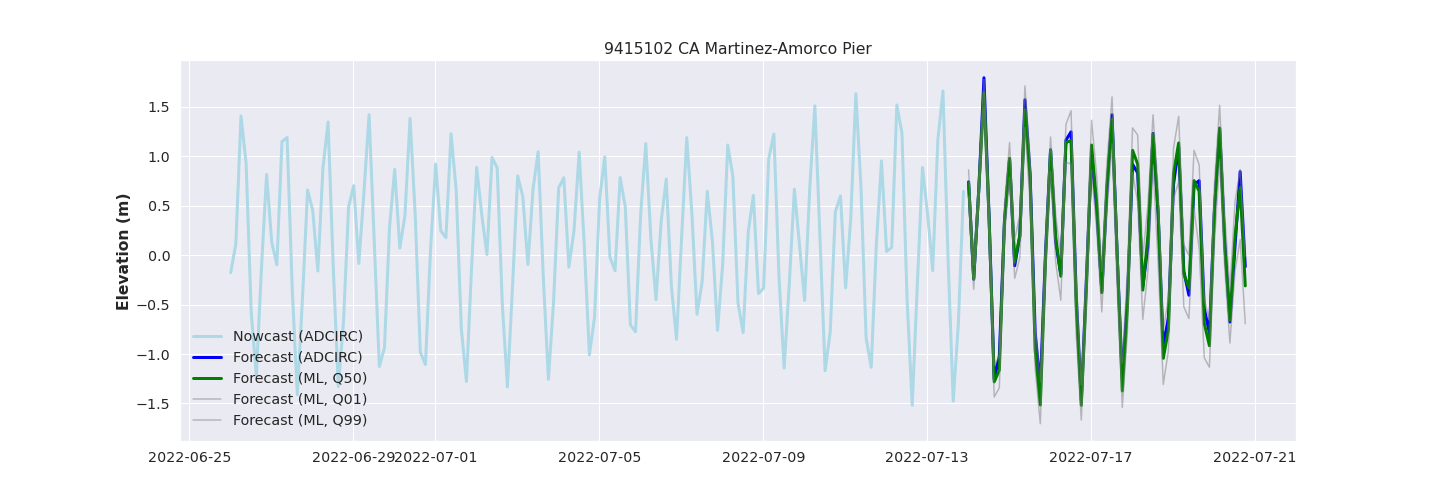 9415102 CA Martinez-Amorco Pier
Elevation (m)
1.5
1.0
0.5
0.0
−0.5
−1.0
−1.5
Nowcast (ADCIRC)
Forecast (ADCIRC)
Forecast (ML, Q50)
Forecast (ML, Q01)
Forecast (ML, Q99)
2022-06-25 2022-06-29 2022-07-01 2022-07-05 2022-07-09 2022-07-13 2022-07-17 2022-07-21